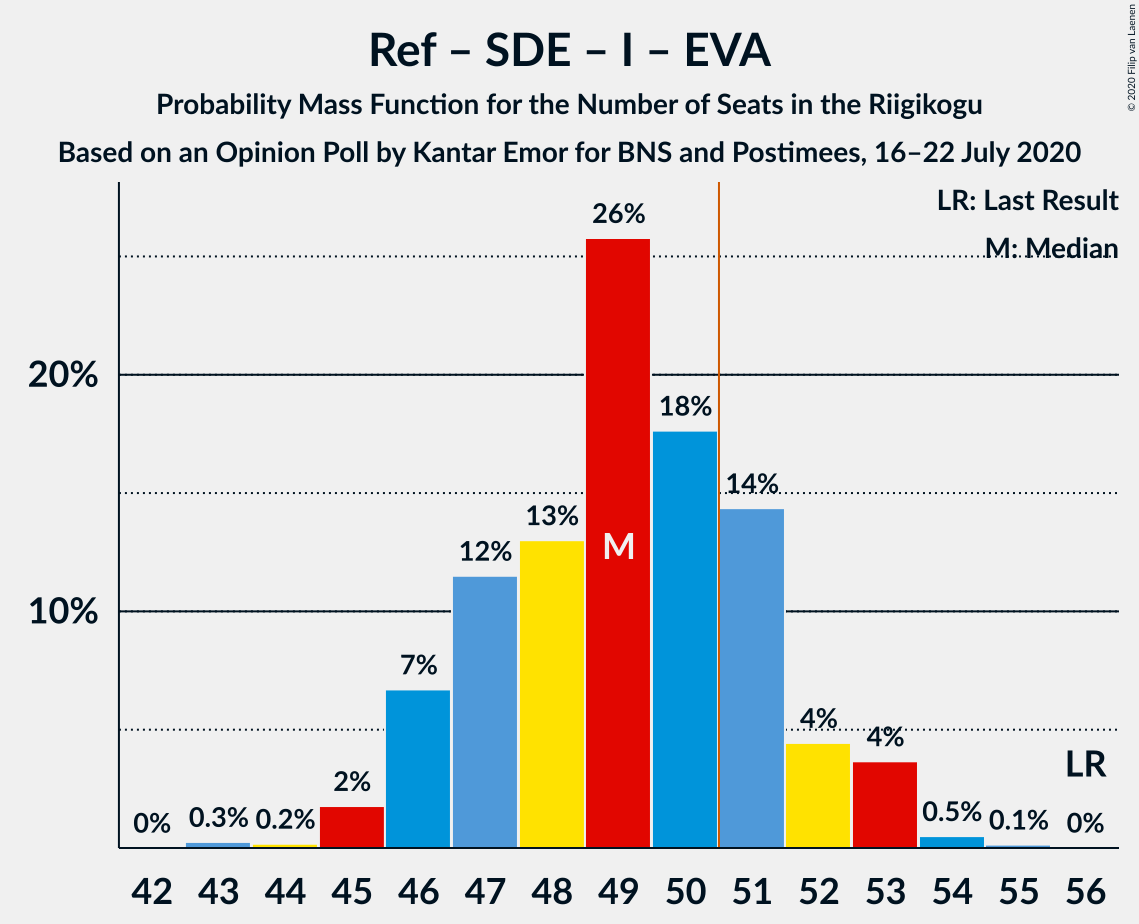 Ref – SDE – I – EVA
Probability Mass Function for the Number of Seats in the Riigikogu
Based on an Opinion Poll by Kantar Emor for BNS and Postimees, 16–22 July 2020
© 2020 Filip van Laenen
LR: Last Result
M: Median
26%
20%
18%
14%
13%
M
12%
10%
7%
4%
4%
LR
2%
0%
0.3%
0.2%
0.5%
0.1%
0%
42 43 44 45 46 47 48 49 50 51 52 53 54 55 56